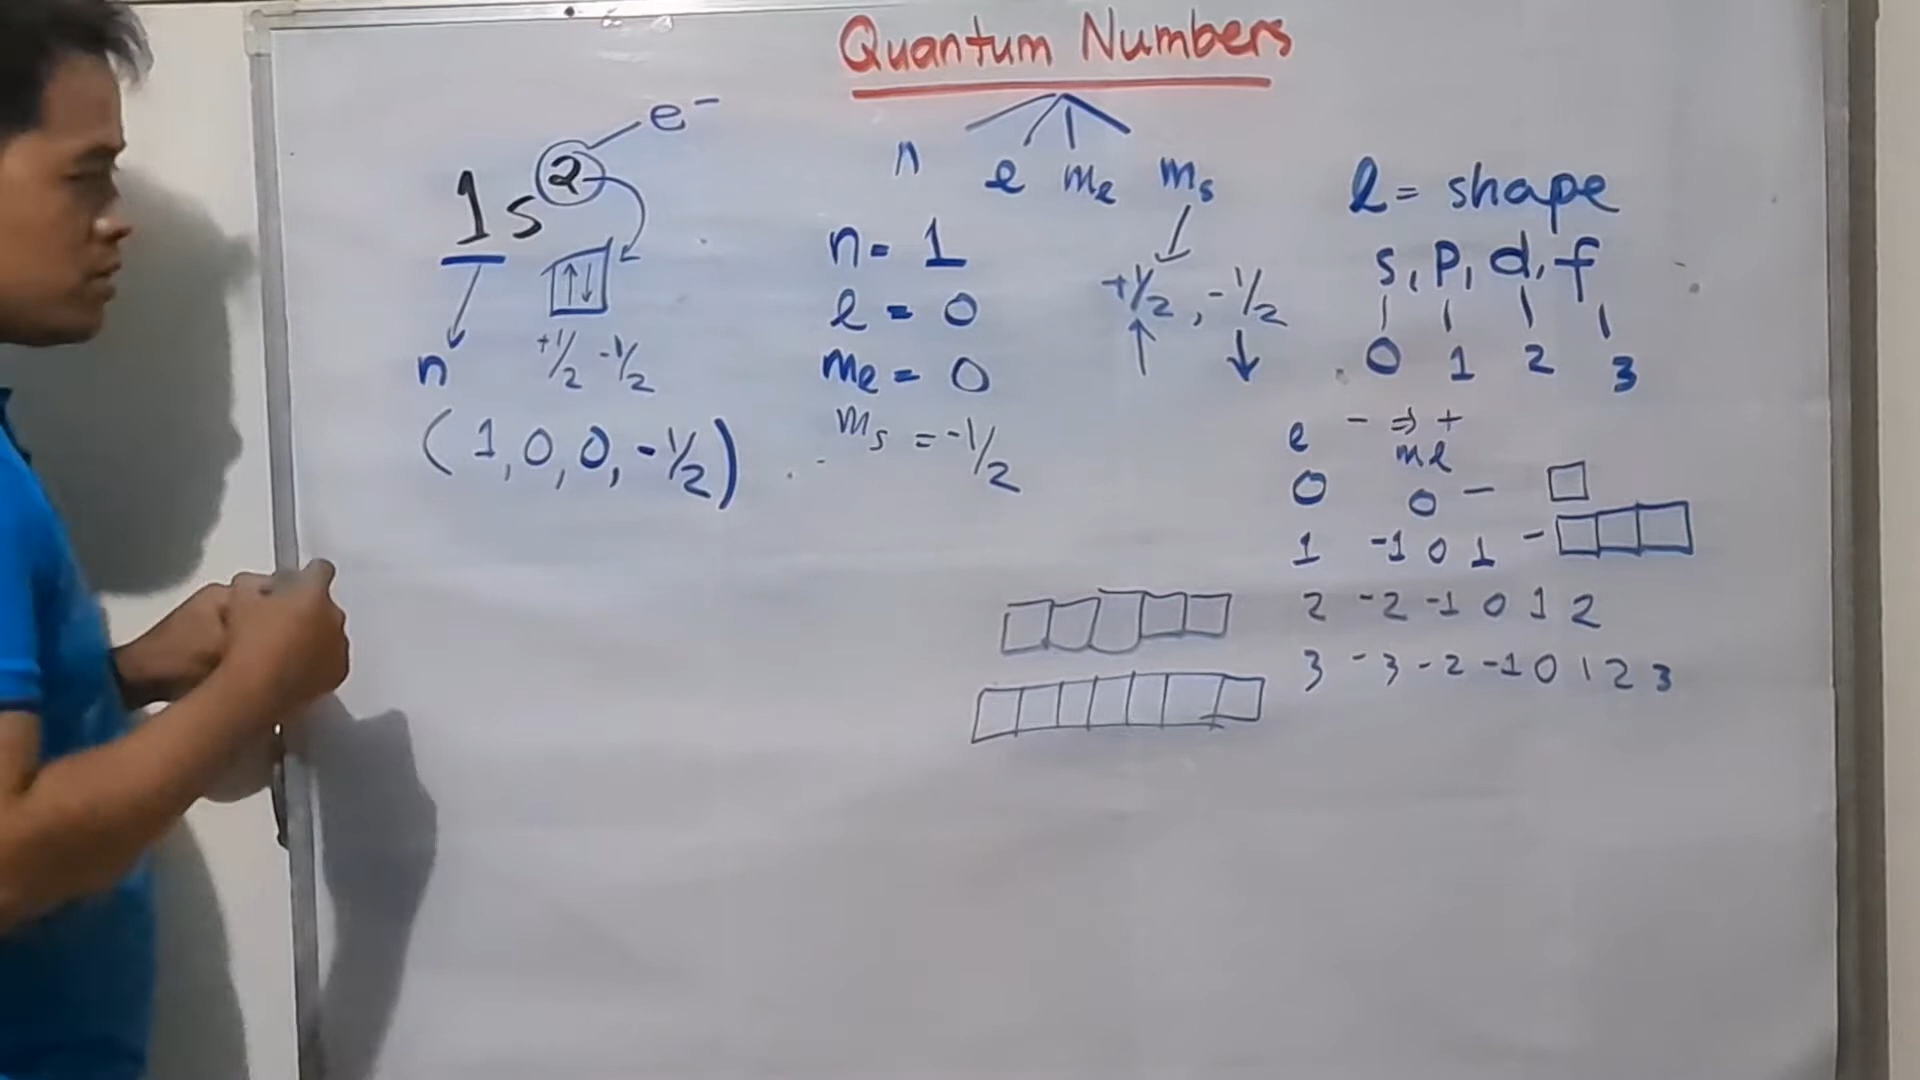 Quantum Numbers
e⁻
1s²
n ℓ mℓ ms
n
+1/2 -1/2
(1, 0, 0, -1/2)
n = 1
ℓ = 0
mℓ = 0
ms = -1/2
+1/2, -1/2
↑ ↓
ℓ = shape
s, p, d, f
0 1 2 3
ℓ - ⇒ +
mℓ
0 0 -
1 -1 0 1 -
2 -2 -1 0 1 2
3 -3 -2 -1 0 1 2 3